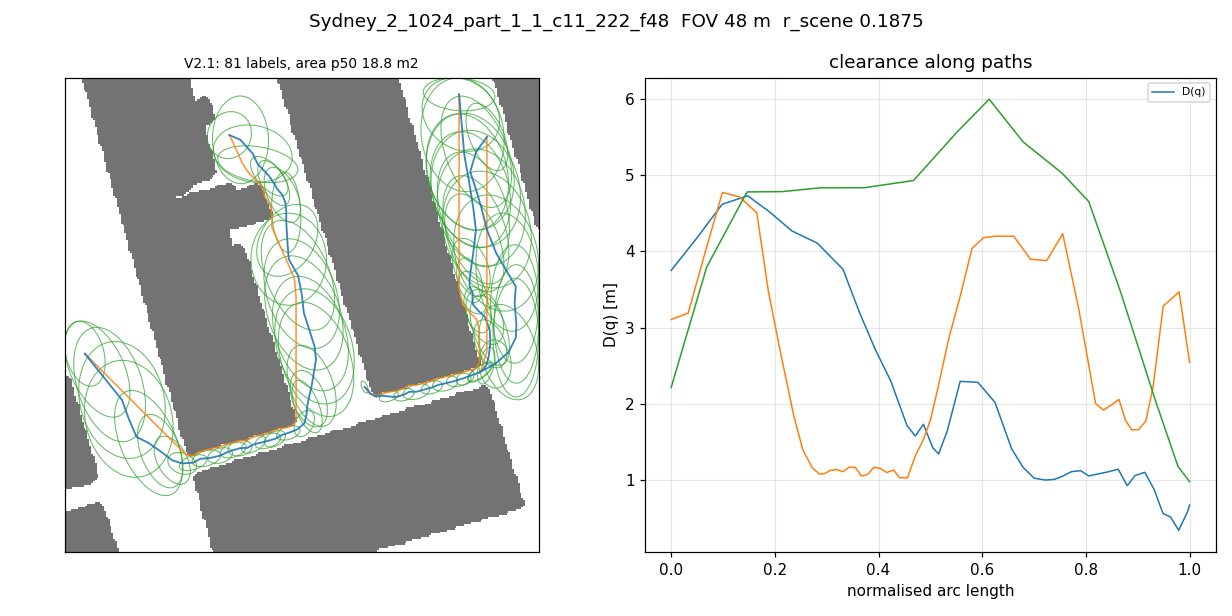 Sydney_2_1024_part_1_1_c11_222_f48  FOV 48 m  r_scene 0.1875
V2.1: 81 labels, area p50 18.8 m2
clearance along paths
D(q)
D(q) [m]
6
5
4
3
2
1
0.0 0.2 0.4 0.6 0.8 1.0
normalised arc length